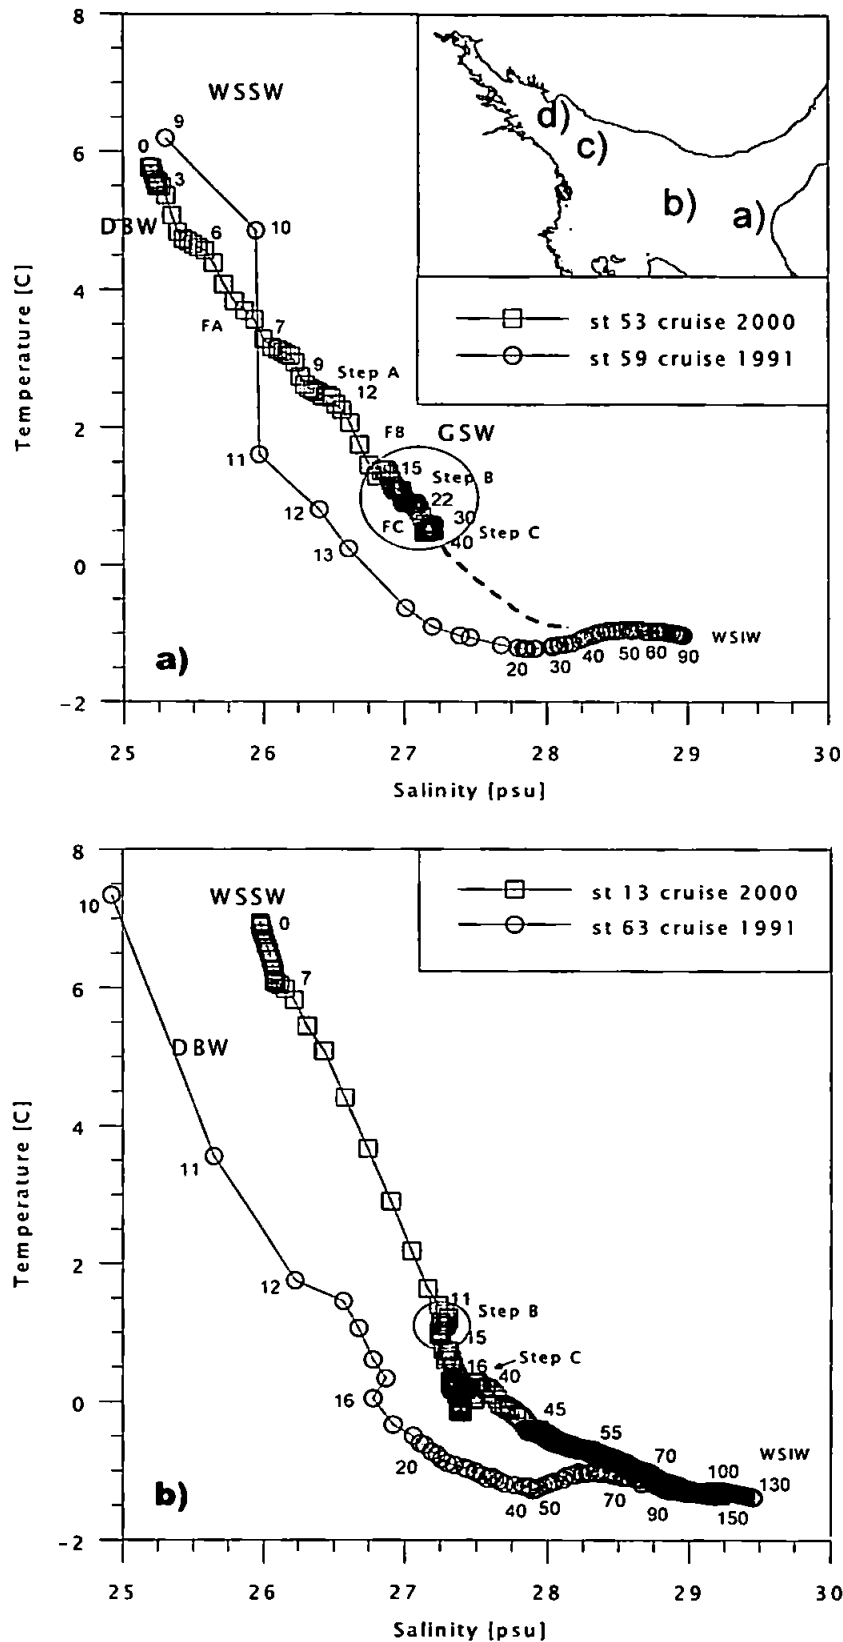 8
6
4
2
0
-2
Temperature [C]
WSSW
9
0
3
DBW
6
10
FA
7
9
Step A
12
FB
GSW
11
15
Step B
22
12
FC
30
Step C
40
13
20
30
40
50
60
90
WSIW
a)
d)
c)
b)
a)
st 53 cruise 2000
st 59 cruise 1991
25
26
27
28
29
30
Salinity [psu]
8
6
4
2
0
-2
Temperature [C]
10
WSSW
0
7
DBW
11
12
11
Step B
15
16
Step C
40
16
45
55
20
70
WSIW
100
130
40
50
70
90
150
b)
st 13 cruise 2000
st 63 cruise 1991
25
26
27
28
29
30
Salinity [psu]